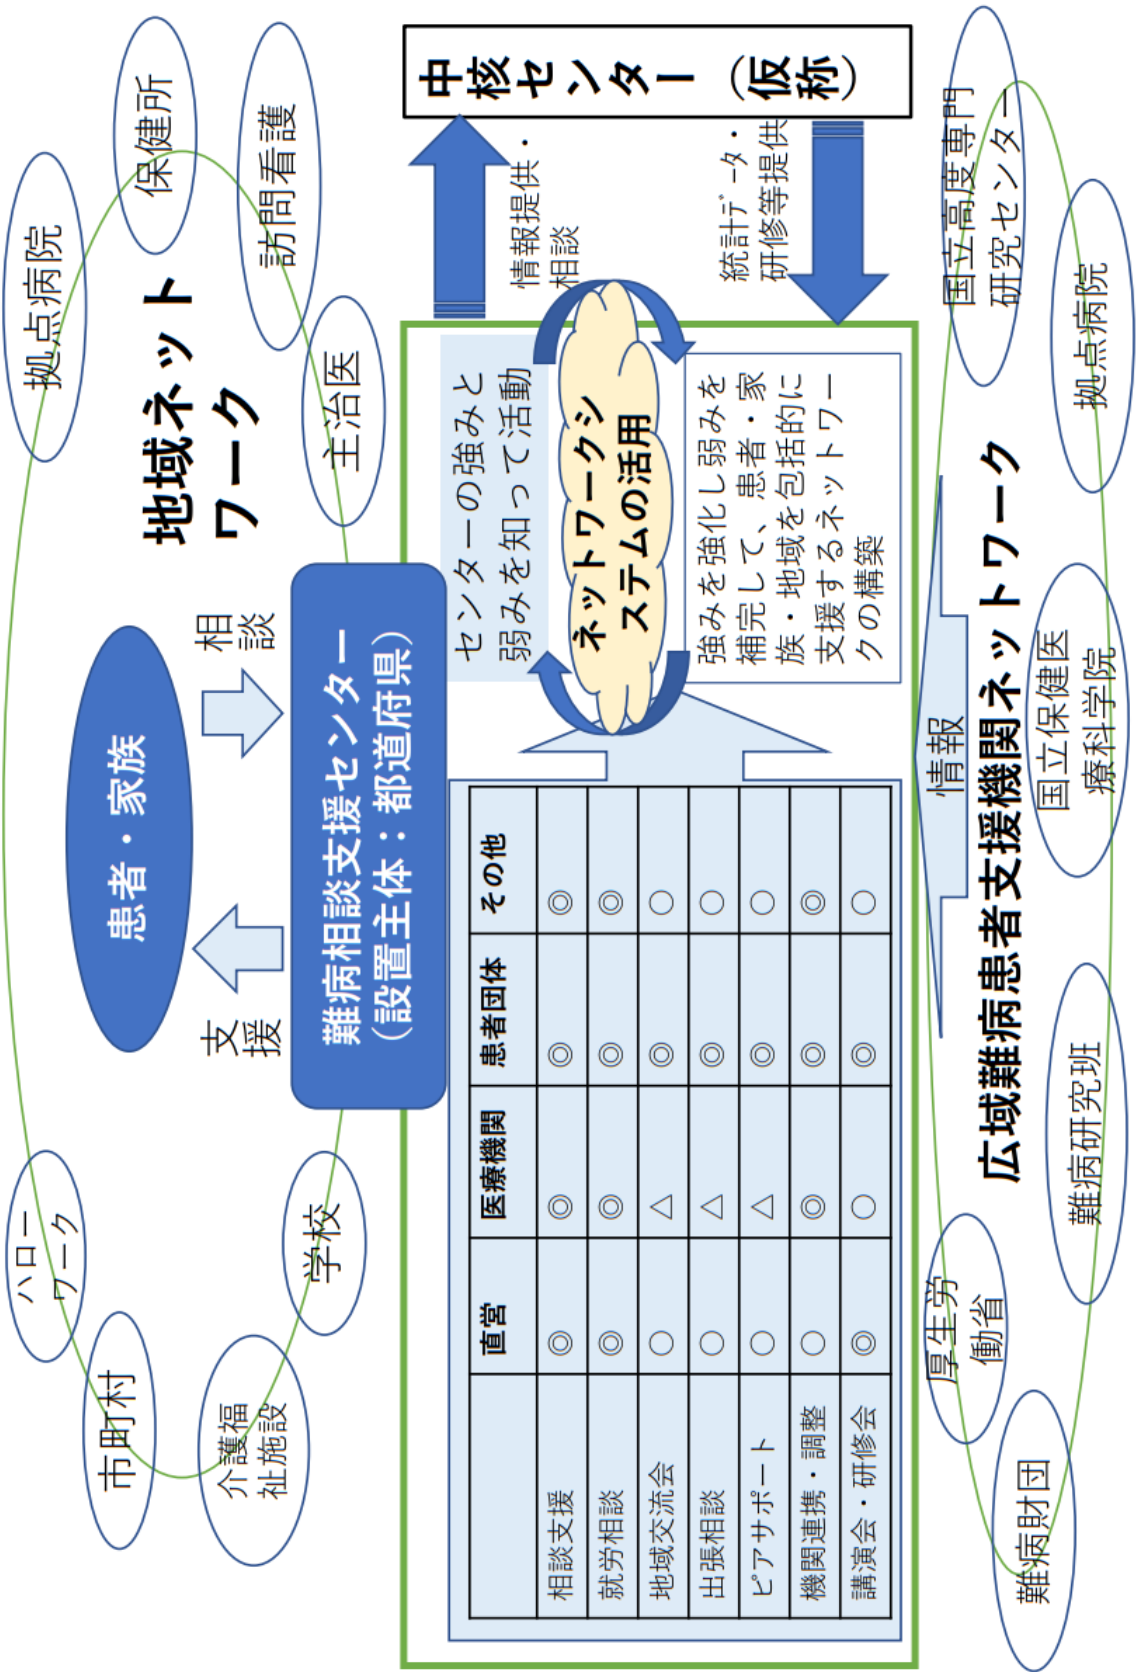 ハロー
ワーク
市町村
介護福
祉施設
学校
患者・家族
支
援
相
談
地域ネット
ワーク
拠点病院
保健所
訪問看護
主治医
難病相談支援センター
（設置主体：都道府県）
直営 医療機関 患者団体 その他
相談支援 ◎ ◎ ◎ ◎
就労相談 ◎ ◎ ◎ ◎
地域交流会 ○ △ ◎ ○
出張相談 ○ △ ◎ ○
ピアサポート ○ △ ◎ ○
機関連携・調整 ○ ◎ ◎ ◎
講演会・研修会 ◎ ○ ◎ ○
センターの強みと
弱みを知って活動
ネットワークシ
ステムの活用
強みを強化し弱みを
補完して、患者・家
族・地域を包括的に
支援するネットワー
クの構築
情報提供・
相談
統計ﾃﾞｰﾀ・
研修等提供
中核センター（仮称）
情報
広域難病患者支援機関ネットワーク
難病財団
厚生労
働省
難病研究班
国立保健医
療科学院
拠点病院
国立高度専門
研究センター